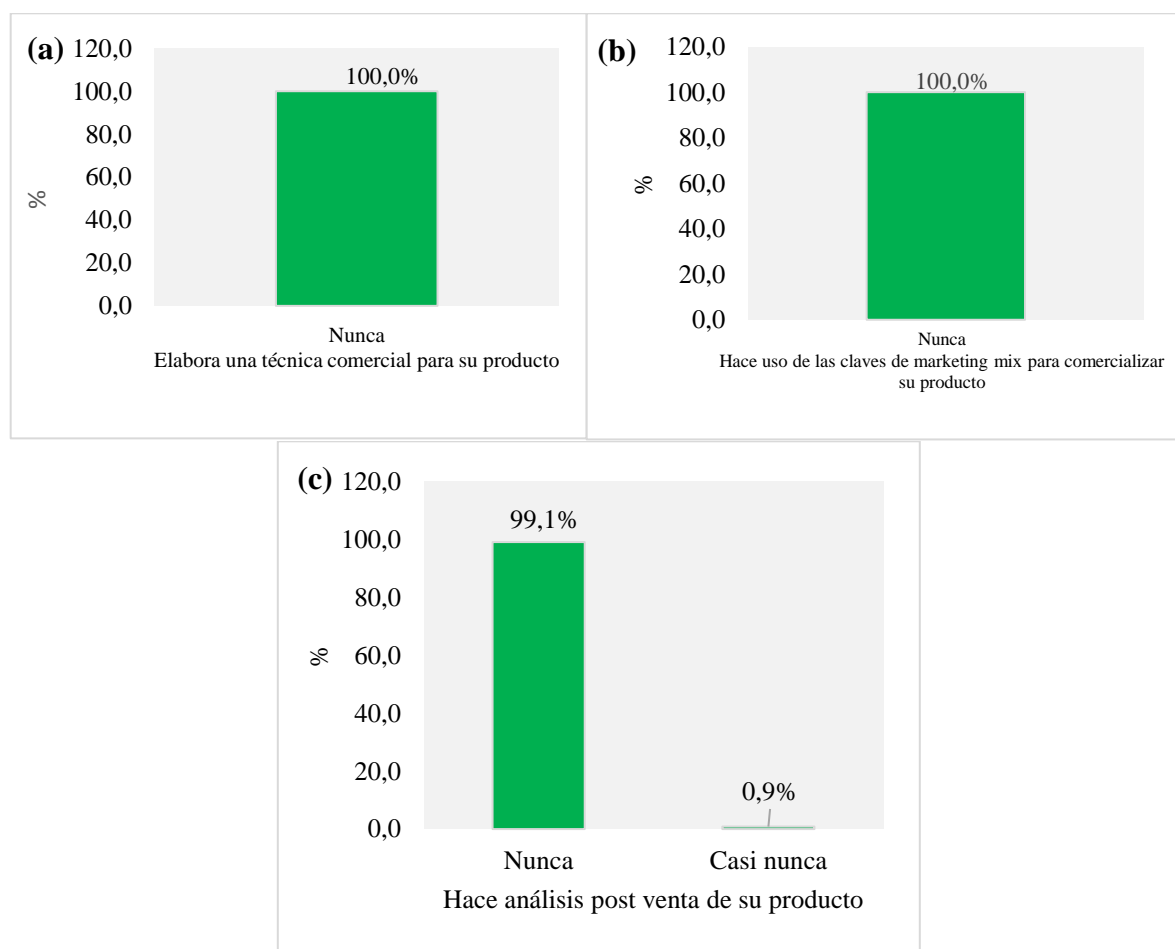 (a)
120,0
100,0
80,0
60,0
40,0
20,0
0,0
%
100,0%
Nunca
Elabora una técnica comercial para su producto
(b)
120,0
100,0
80,0
60,0
40,0
20,0
0,0
%
100,0%
Nunca
Hace uso de las claves de marketing mix para comercializar
su producto
(c)
120,0
100,0
80,0
60,0
40,0
20,0
0,0
%
99,1%
0,9%
Nunca
Casi nunca
Hace análisis post venta de su producto